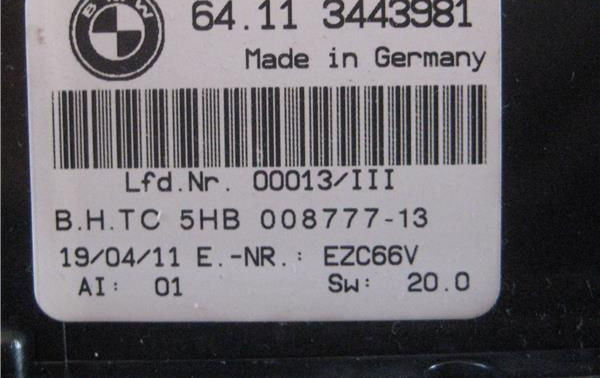 BMW
64.11 3443981
Made in Germany
Lfd.Nr. 00013/III
B.H.TC 5HB 008777-13
19/04/11 E.-NR.: EZC66V
AI: 01 Sw: 20.0